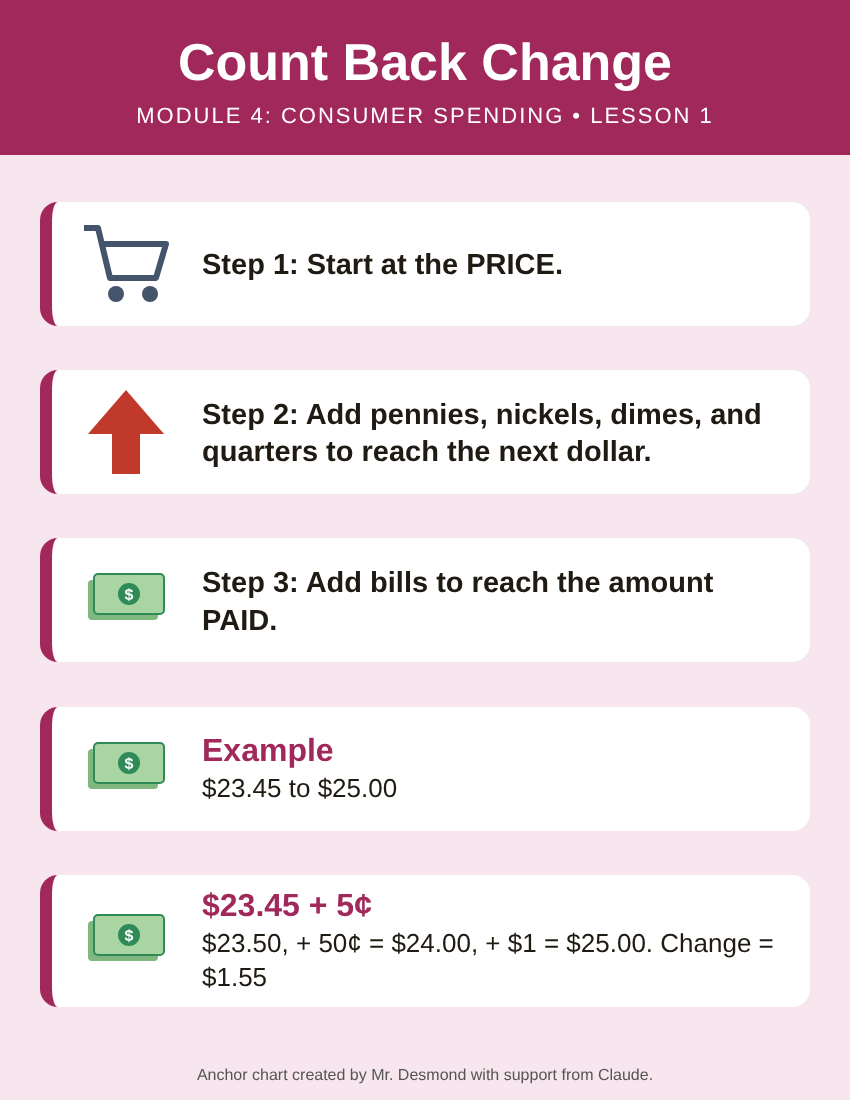 Count Back Change
MODULE 4: CONSUMER SPENDING • LESSON 1
Step 1: Start at the PRICE.
Step 2: Add pennies, nickels, dimes, and
quarters to reach the next dollar.
$
Step 3: Add bills to reach the amount
PAID.
$
Example
$23.45 to $25.00
$
$23.45 + 5¢
$23.50, + 50¢ = $24.00, + $1 = $25.00. Change =
$1.55
Anchor chart created by Mr. Desmond with support from Claude.